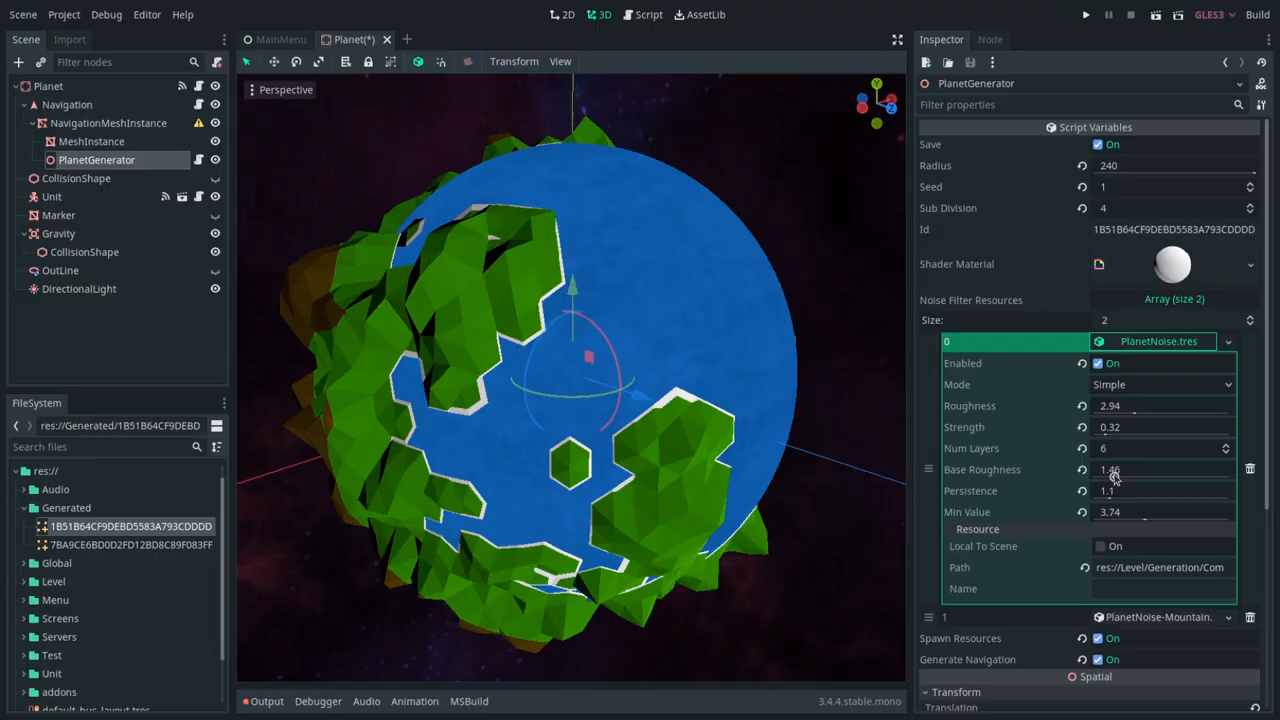 Scene Project Debug Editor Help 2D 3D Script AssetLib GLES3 Build
Scene Import
Filter nodes
Planet
Navigation
NavigationMeshInstance
MeshInstance
PlanetGenerator
CollisionShape
Unit
Marker
Gravity
CollisionShape
OutLine
DirectionalLight
FileSystem
res://Generated/1B51B64CF9DEBD
Search files
res://
Audio
Generated
1B51B64CF9DEBD5583A793CDDDD
7BA9CE6BD0D2FD12BD8C89F083FF
Global
Level
Menu
Screens
Servers
Test
Unit
addons
default_bus_layout.tres
MainMenu Planet(*)
Transform View
Perspective
Y
X
Z
Output Debugger Audio Animation MSBuild 3.4.4.stable.mono
Inspector Node
PlanetGenerator
Filter properties
Script Variables
Save On
Radius 240
Seed 1
Sub Division 4
Id 1B51B64CF9DEBD5583A793CDDDD
Shader Material
Noise Filter Resources Array (size 2)
Size: 2
0 PlanetNoise.tres
Enabled On
Mode Simple
Roughness 2.94
Strength 0.32
Num Layers 6
Base Roughness 1.46
Persistence 1.1
Min Value 3.74
Resource
Local To Scene On
Path res://Level/Generation/Com
Name
1 PlanetNoise-Mountain.
Spawn Resources On
Generate Navigation On
Spatial
Transform
Translation